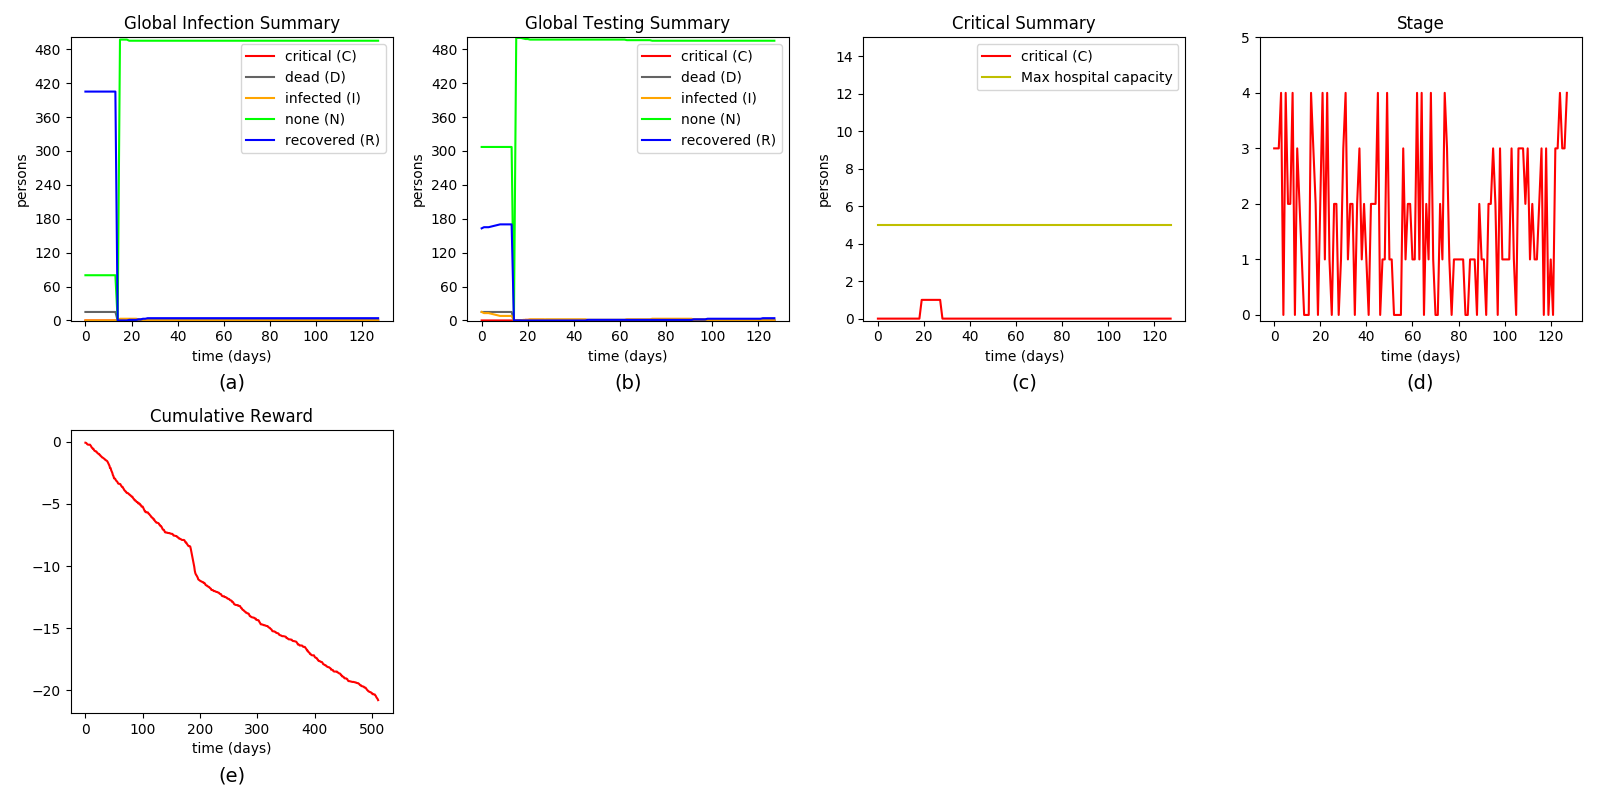 Global Infection Summary
persons
480
420
360
300
240
180
120
60
0
critical (C)
dead (D)
infected (I)
none (N)
recovered (R)
0 20 40 60 80 100 120
time (days)
(a)
Global Testing Summary
persons
480
420
360
300
240
180
120
60
0
critical (C)
dead (D)
infected (I)
none (N)
recovered (R)
0 20 40 60 80 100 120
time (days)
(b)
Critical Summary
persons
14
12
10
8
6
4
2
0
critical (C)
Max hospital capacity
0 20 40 60 80 100 120
time (days)
(c)
Stage
5
4
3
2
1
0
0 20 40 60 80 100 120
time (days)
(d)
Cumulative Reward
0
−5
−10
−15
−20
0 100 200 300 400 500
time (days)
(e)